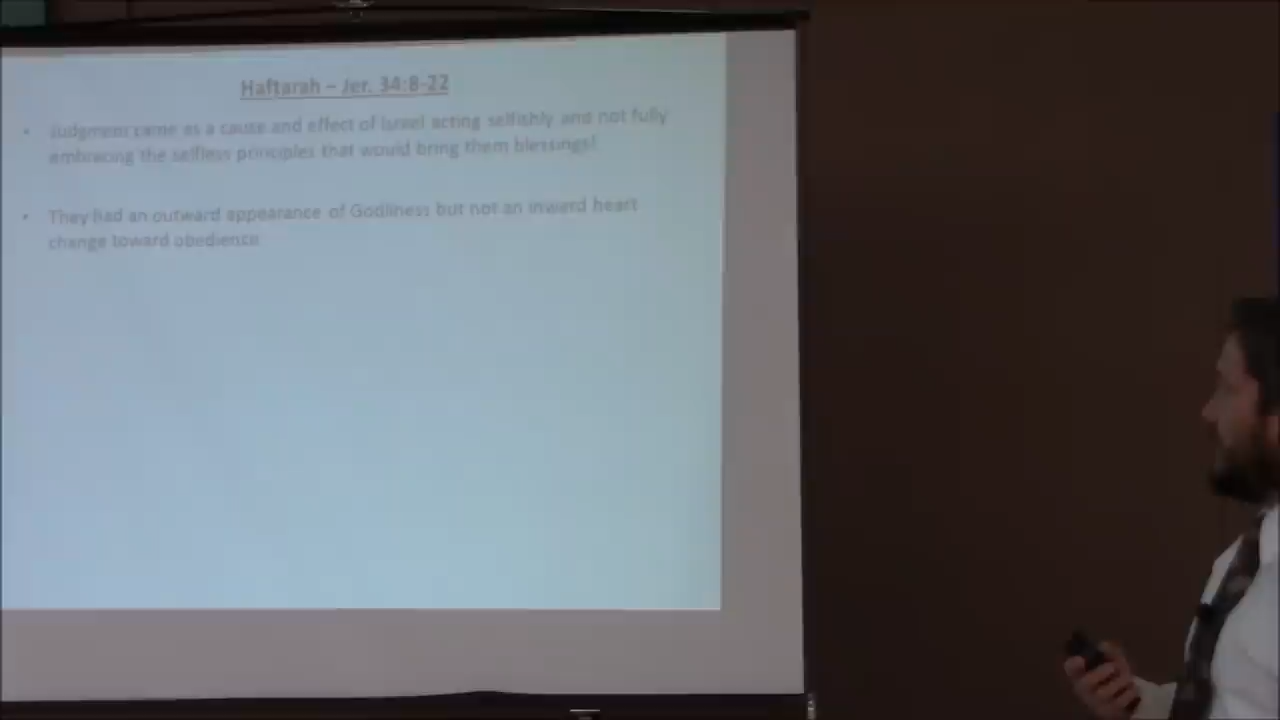 Haftarah – Jer. 34:8-22
• Judgment came as a cause and effect of Israel acting selfishly and not fully
embracing the selfless principles that would bring them blessings!
• They had an outward appearance of Godliness but not an inward heart
change toward obedience.